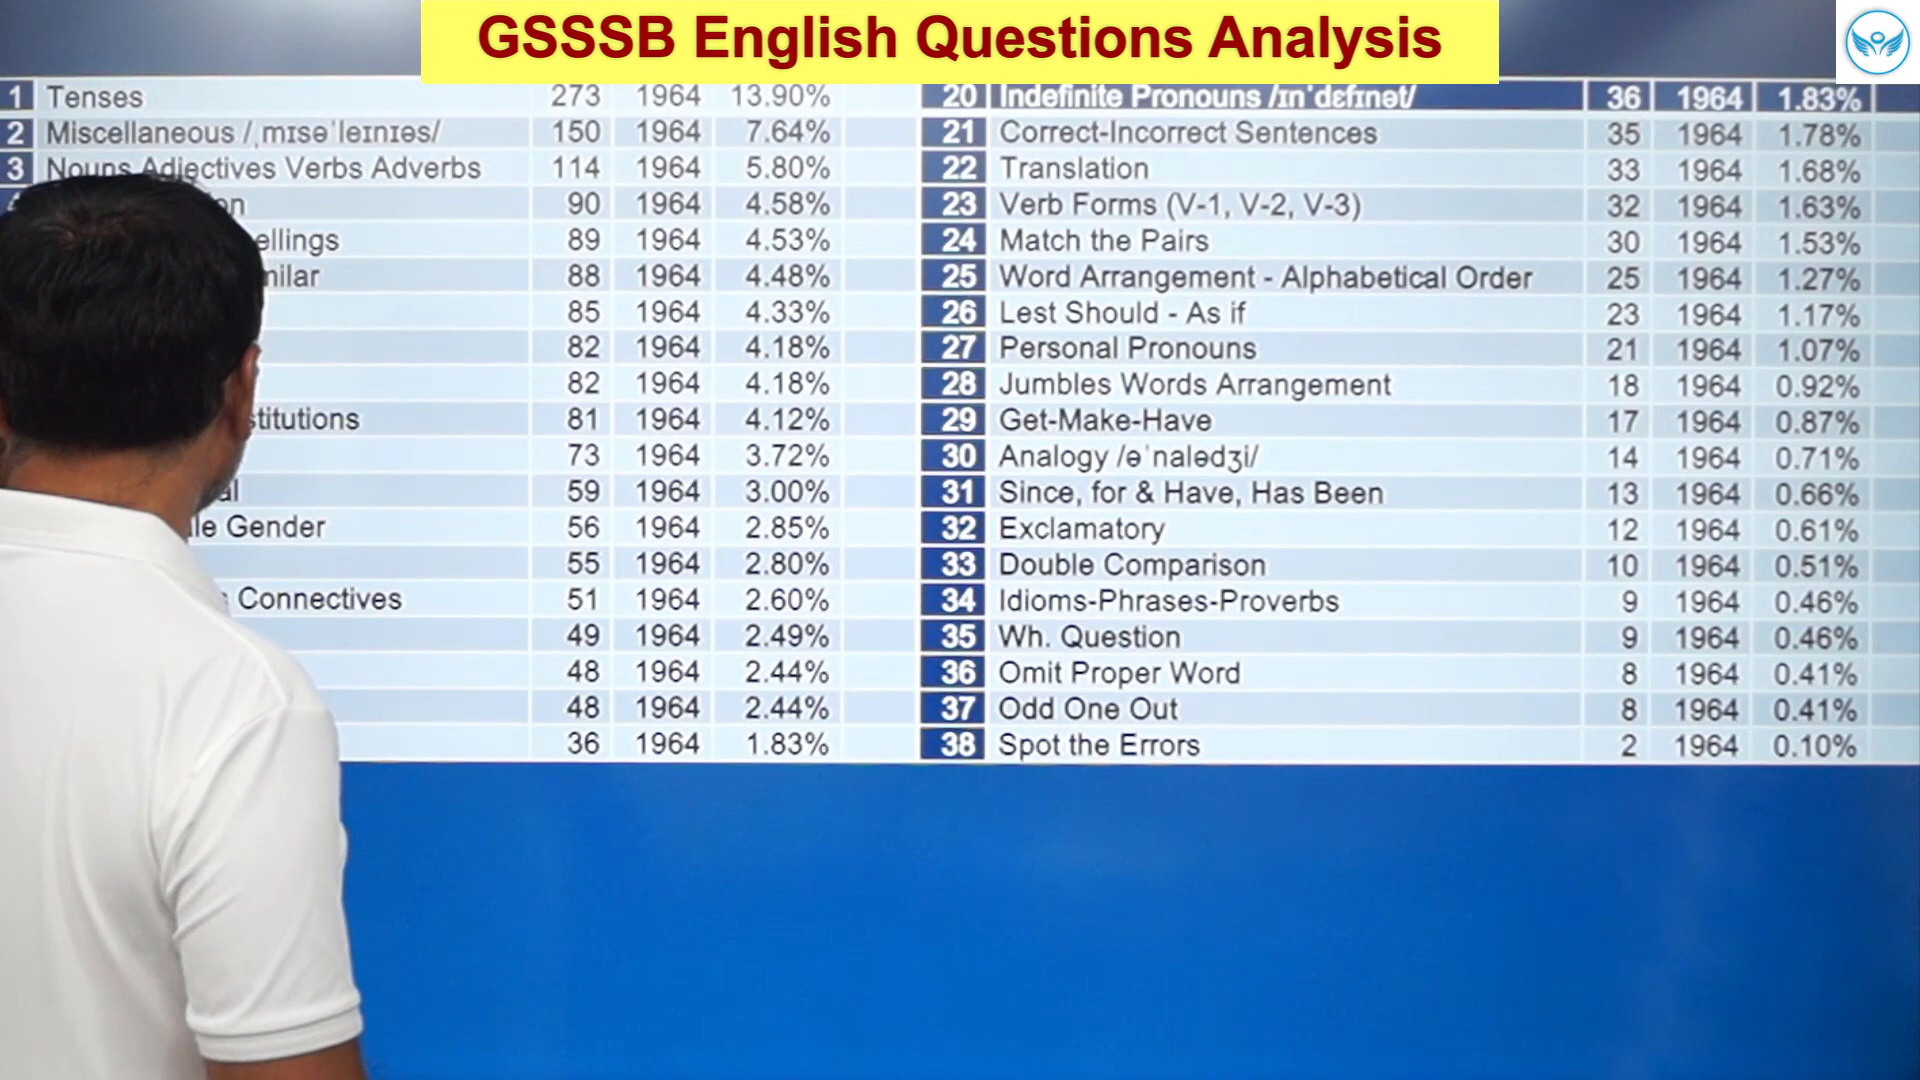 GSSSB English Questions Analysis
1 Tenses 273 1964 13.90%
2 Miscellaneous /ˌmɪsəˈleɪnɪəs/ 150 1964 7.64%
3 Nouns Adjectives Verbs Adverbs 114 1964 5.80%
90 1964 4.58%
89 1964 4.53%
88 1964 4.48%
85 1964 4.33%
82 1964 4.18%
82 1964 4.18%
81 1964 4.12%
73 1964 3.72%
59 1964 3.00%
Gender 56 1964 2.85%
55 1964 2.80%
Connectives 51 1964 2.60%
49 1964 2.49%
48 1964 2.44%
48 1964 2.44%
36 1964 1.83%
20 Indefinite Pronouns /ɪnˈdɛfɪnət/ 36 1964 1.83%
21 Correct-Incorrect Sentences 35 1964 1.78%
22 Translation 33 1964 1.68%
23 Verb Forms (V-1, V-2, V-3) 32 1964 1.63%
24 Match the Pairs 30 1964 1.53%
25 Word Arrangement - Alphabetical Order 25 1964 1.27%
26 Lest Should - As if 23 1964 1.17%
27 Personal Pronouns 21 1964 1.07%
28 Jumbles Words Arrangement 18 1964 0.92%
29 Get-Make-Have 17 1964 0.87%
30 Analogy /əˈnalədʒi/ 14 1964 0.71%
31 Since, for & Have, Has Been 13 1964 0.66%
32 Exclamatory 12 1964 0.61%
33 Double Comparison 10 1964 0.51%
34 Idioms-Phrases-Proverbs 9 1964 0.46%
35 Wh. Question 9 1964 0.46%
36 Omit Proper Word 8 1964 0.41%
37 Odd One Out 8 1964 0.41%
38 Spot the Errors 2 1964 0.10%